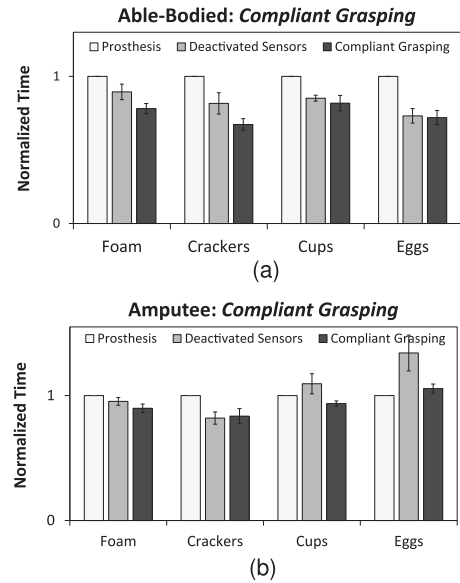 Able-Bodied: Compliant Grasping
Prosthesis Deactivated Sensors Compliant Grasping
Normalized Time
1
0
Foam Crackers Cups Eggs
(a)
Amputee: Compliant Grasping
Prosthesis Deactivated Sensors Compliant Grasping
Normalized Time
1
0
Foam Crackers Cups Eggs
(b)